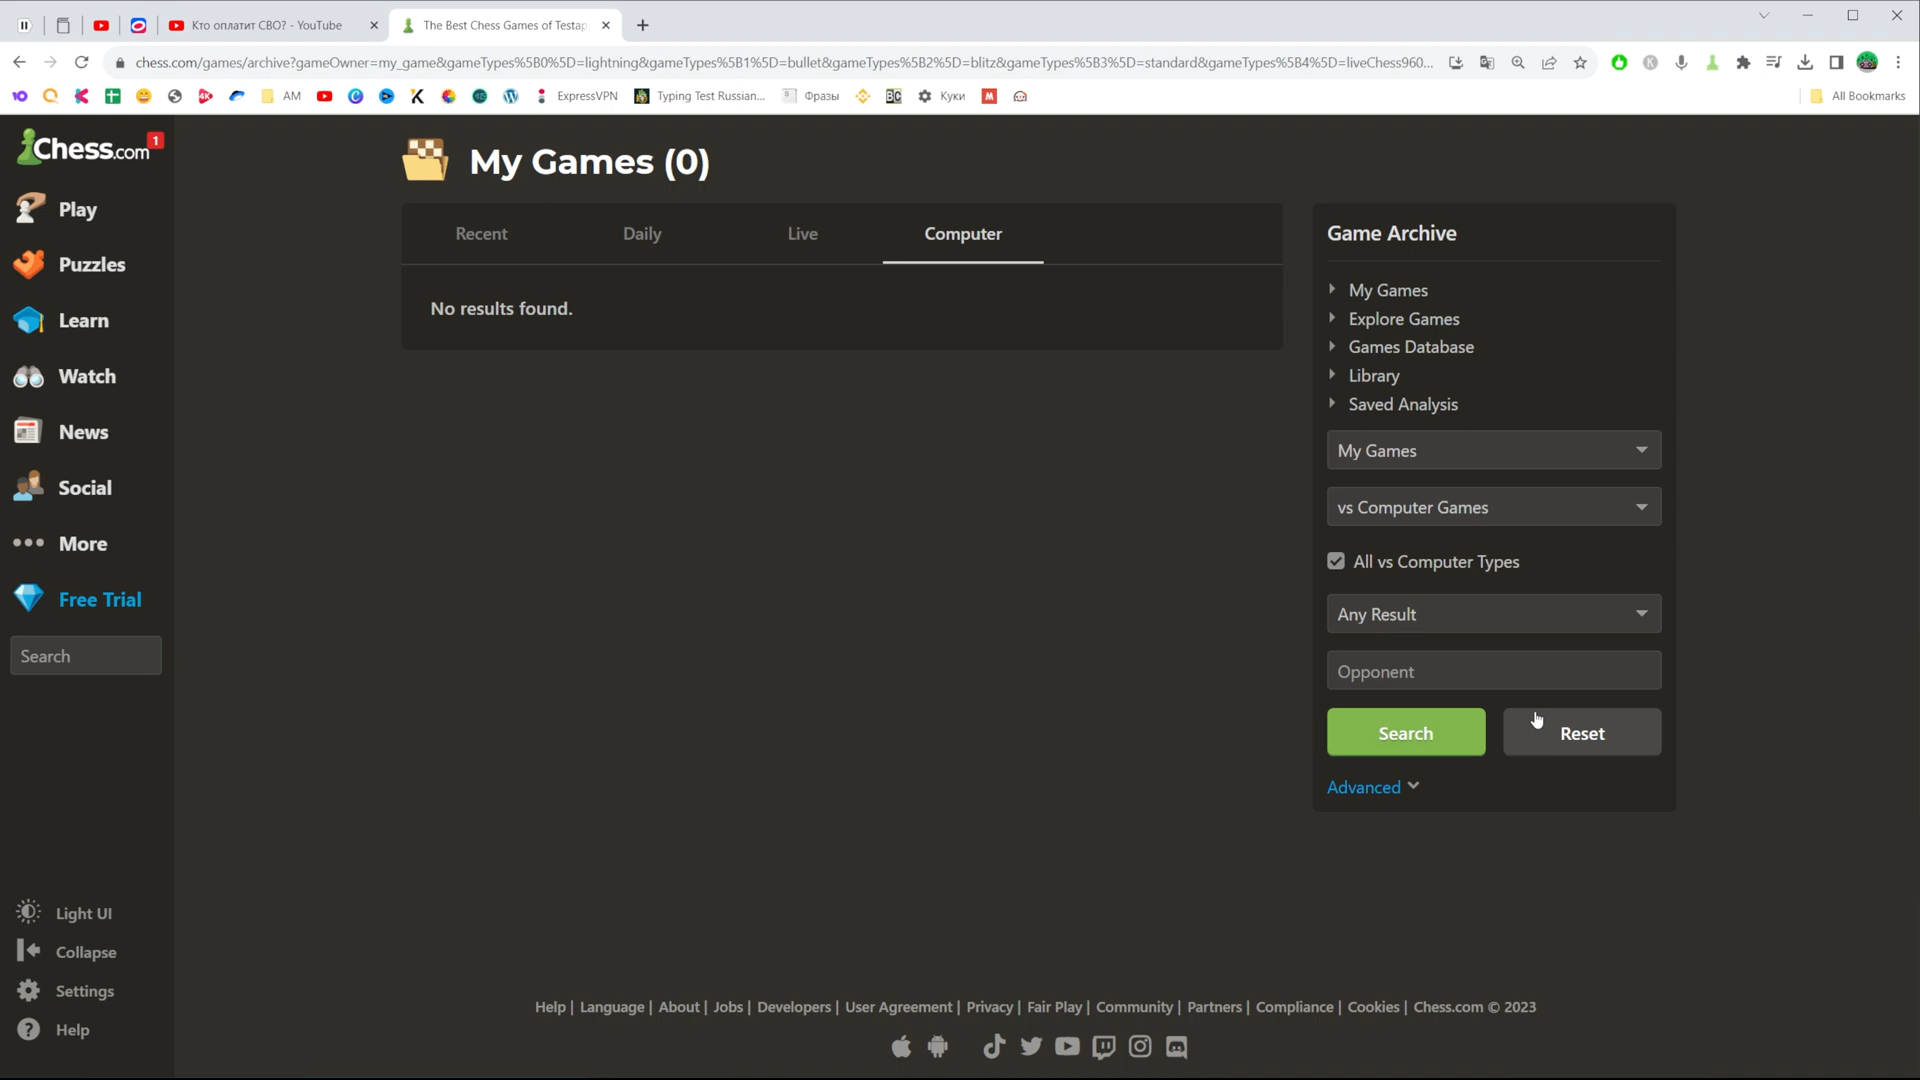 Кто оплатит СВО? - YouTube
The Best Chess Games of Testap
chess.com/games/archive?gameOwner=my_game&gameTypes%5B0%5D=lightning&gameTypes%5B1%5D=bullet&gameTypes%5B2%5D=blitz&gameTypes%5B3%5D=standard&gameTypes%5B4%5D=liveChess960...
AM
ExpressVPN
Typing Test Russian...
Фразы
BC
Куки
All Bookmarks
Chess.com
1
Play
Puzzles
Learn
Watch
News
Social
More
Free Trial
Search
Light UI
Collapse
Settings
Help
My Games (0)
Recent
Daily
Live
Computer
No results found.
Game Archive
My Games
Explore Games
Games Database
Library
Saved Analysis
My Games
vs Computer Games
All vs Computer Types
Any Result
Opponent
Search
Reset
Advanced
Help | Language | About | Jobs | Developers | User Agreement | Privacy | Fair Play | Community | Partners | Compliance | Cookies | Chess.com © 2023